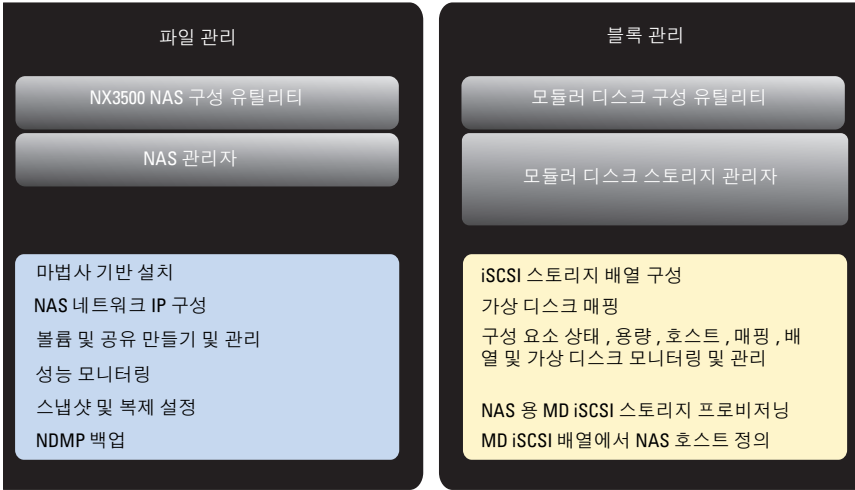 파일 관리
NX3500 NAS 구성 유틸리티
NAS 관리자
마법사 기반 설치
NAS 네트워크 IP 구성
볼륨 및 공유 만들기 및 관리
성능 모니터링
스냅샷 및 복제 설정
NDMP 백업
블록 관리
모듈러 디스크 구성 유틸리티
모듈러 디스크 스토리지 관리자
iSCSI 스토리지 배열 구성
가상 디스크 매핑
구성 요소 상태 , 용량 , 호스트 , 매핑 , 배
열 및 가상 디스크 모니터링 및 관리
NAS 용 MD iSCSI 스토리지 프로비저닝
MD iSCSI 배열에서 NAS 호스트 정의